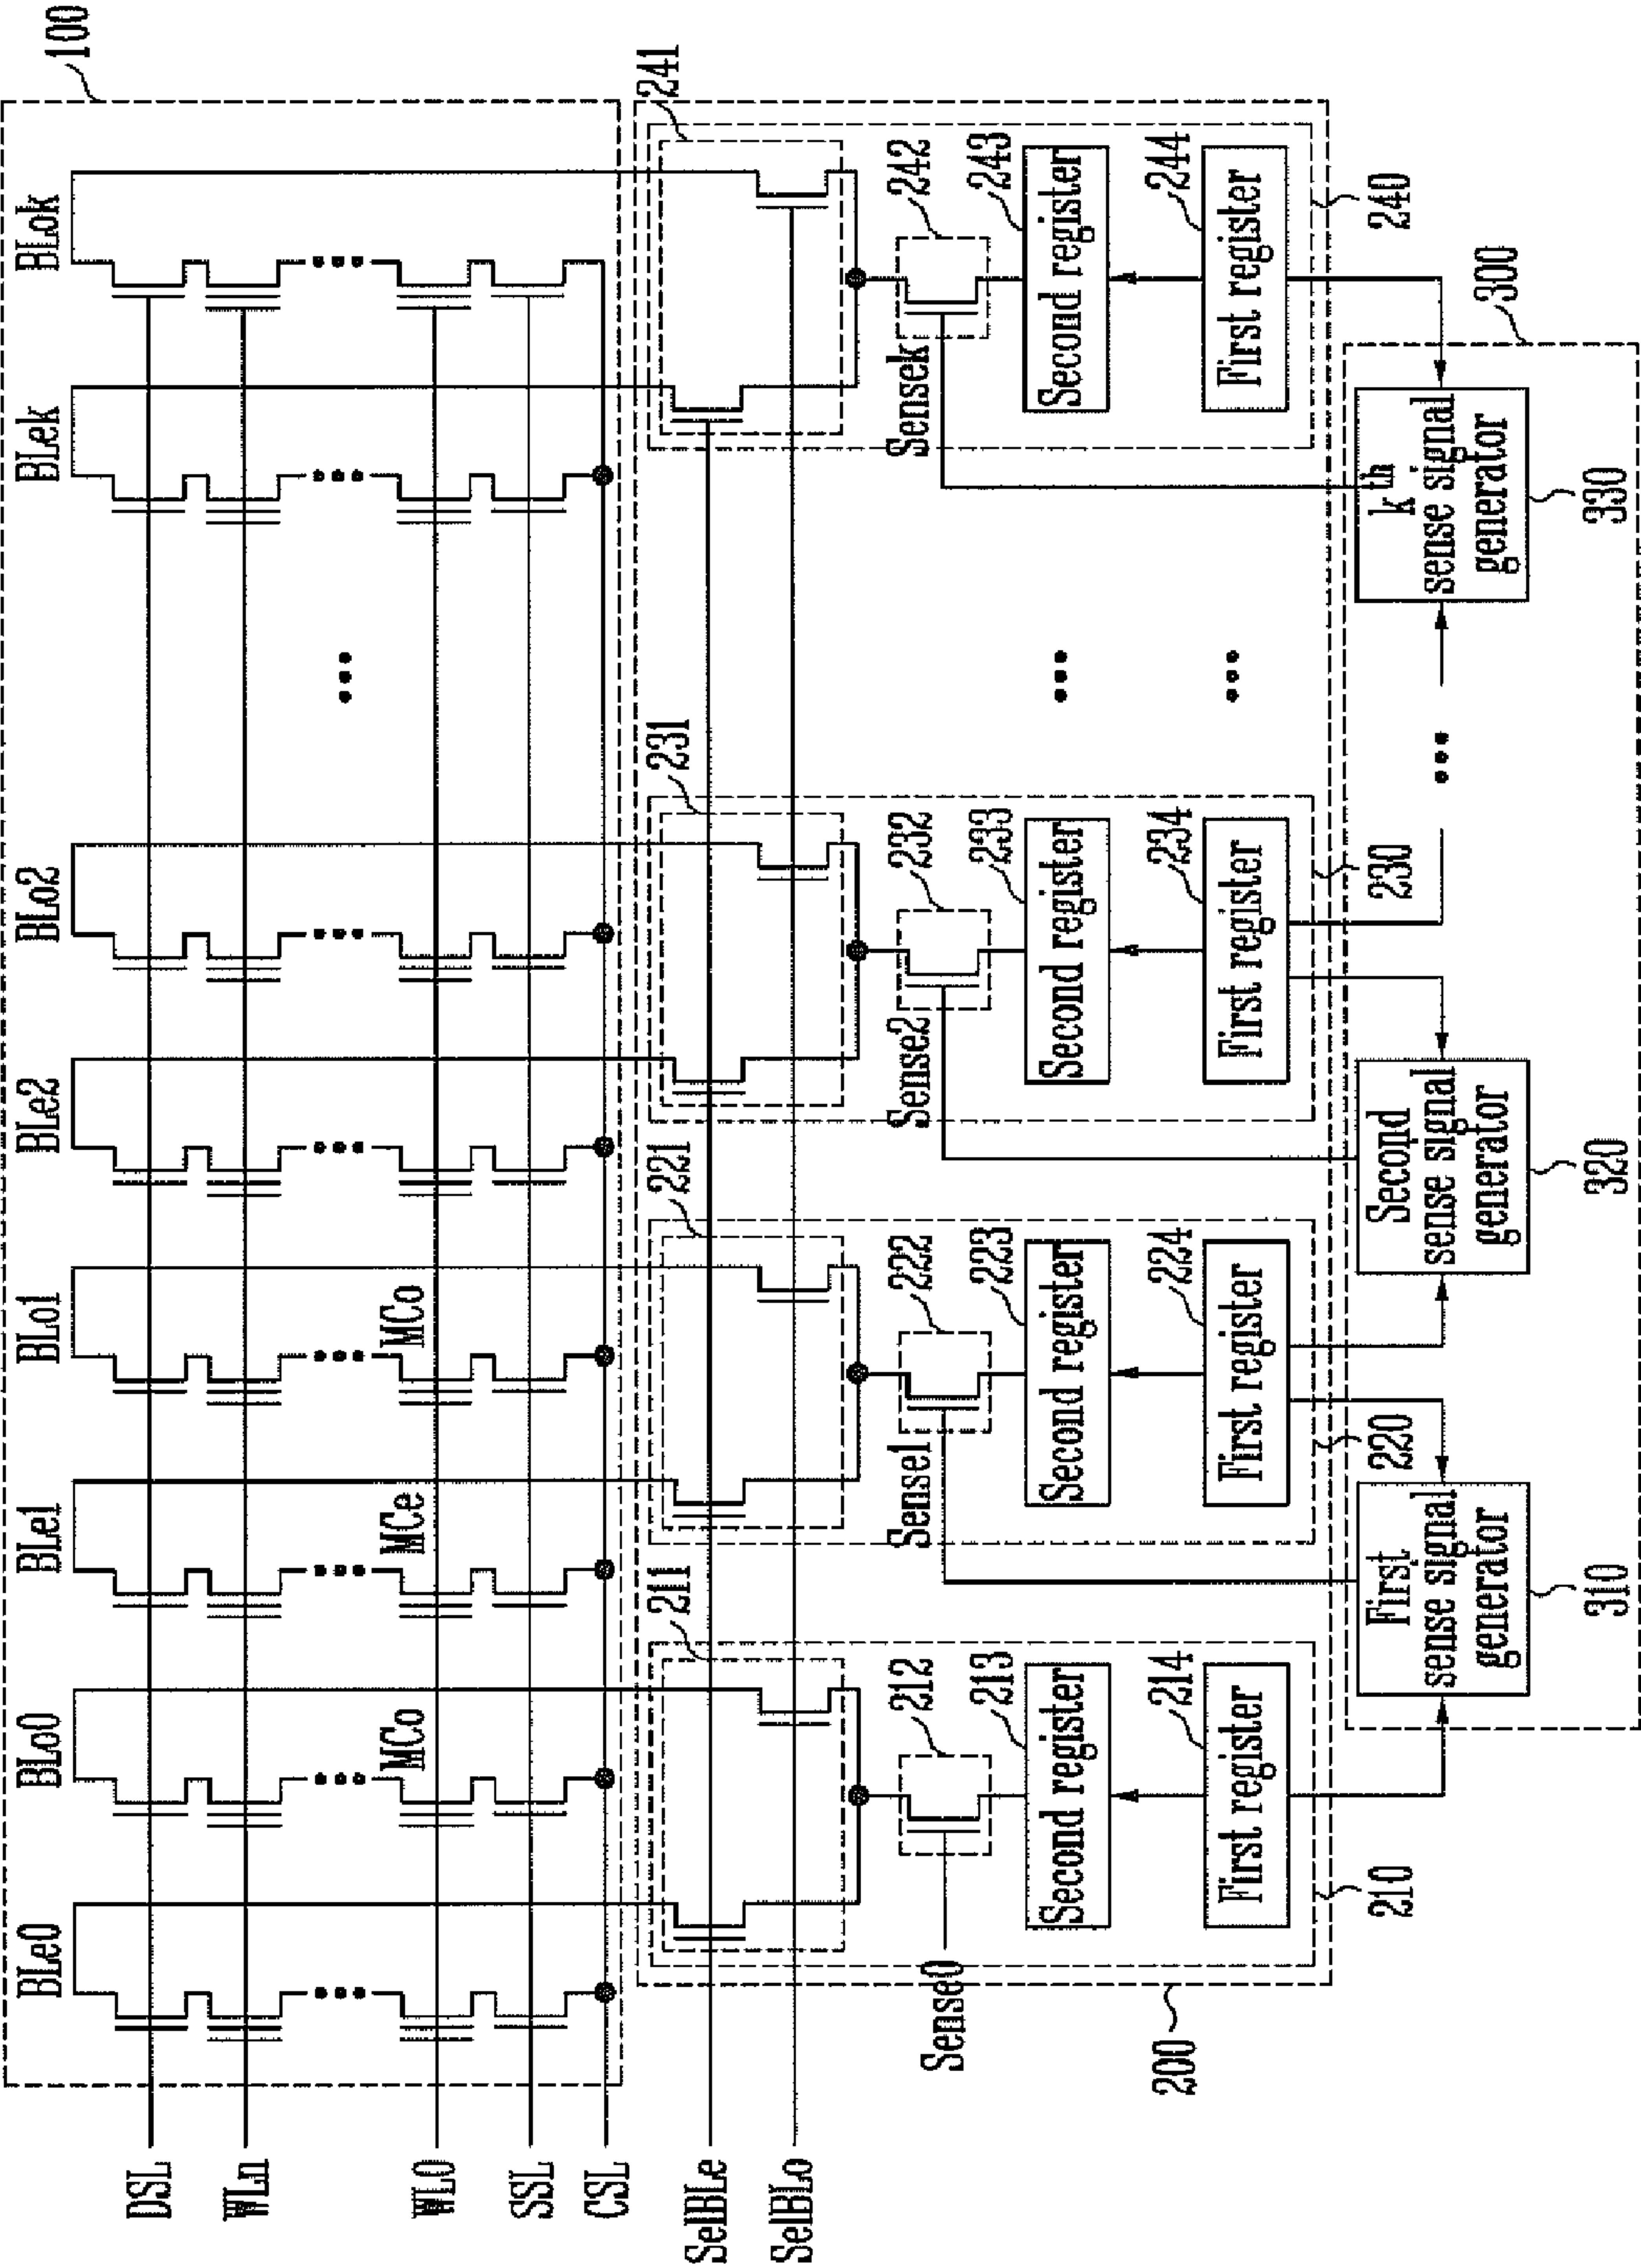 100
BLe0
BLo0
BLe1
BLo1
BLe2
BLo2
BLek
BLok
DSL
WLn
WL0
MCo
MCe
MCo
SSL
CSL
SelBLe
SelBLo
211
221
231
241
Sense0
212
Sense1
222
Sense2
232
Sensek
242
Second register
213
Second register
223
Second register
233
Second register
243
First register
214
First register
224
First register
234
First register
244
200
210
220
230
240
300
First
sense signal
generator
310
Second
sense signal
generator
320
k th
sense signal
generator
330